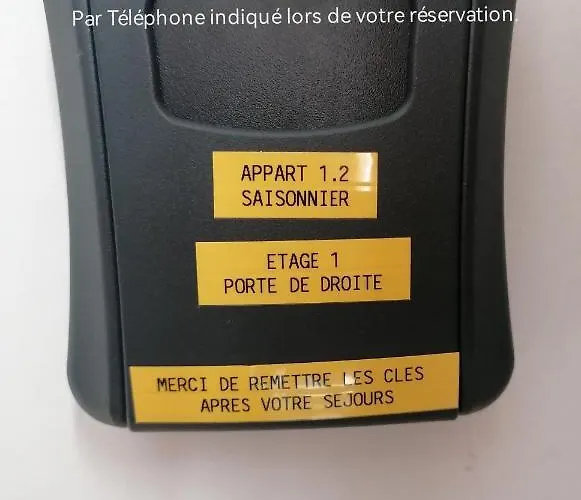 Par Téléphone indiqué lors de votre réservation.
APPART 1.2
SAISONNIER
ETAGE 1
PORTE DE DROITE
MERCI DE REMETTRE LES CLES
APRES VOTRE SEJOURS